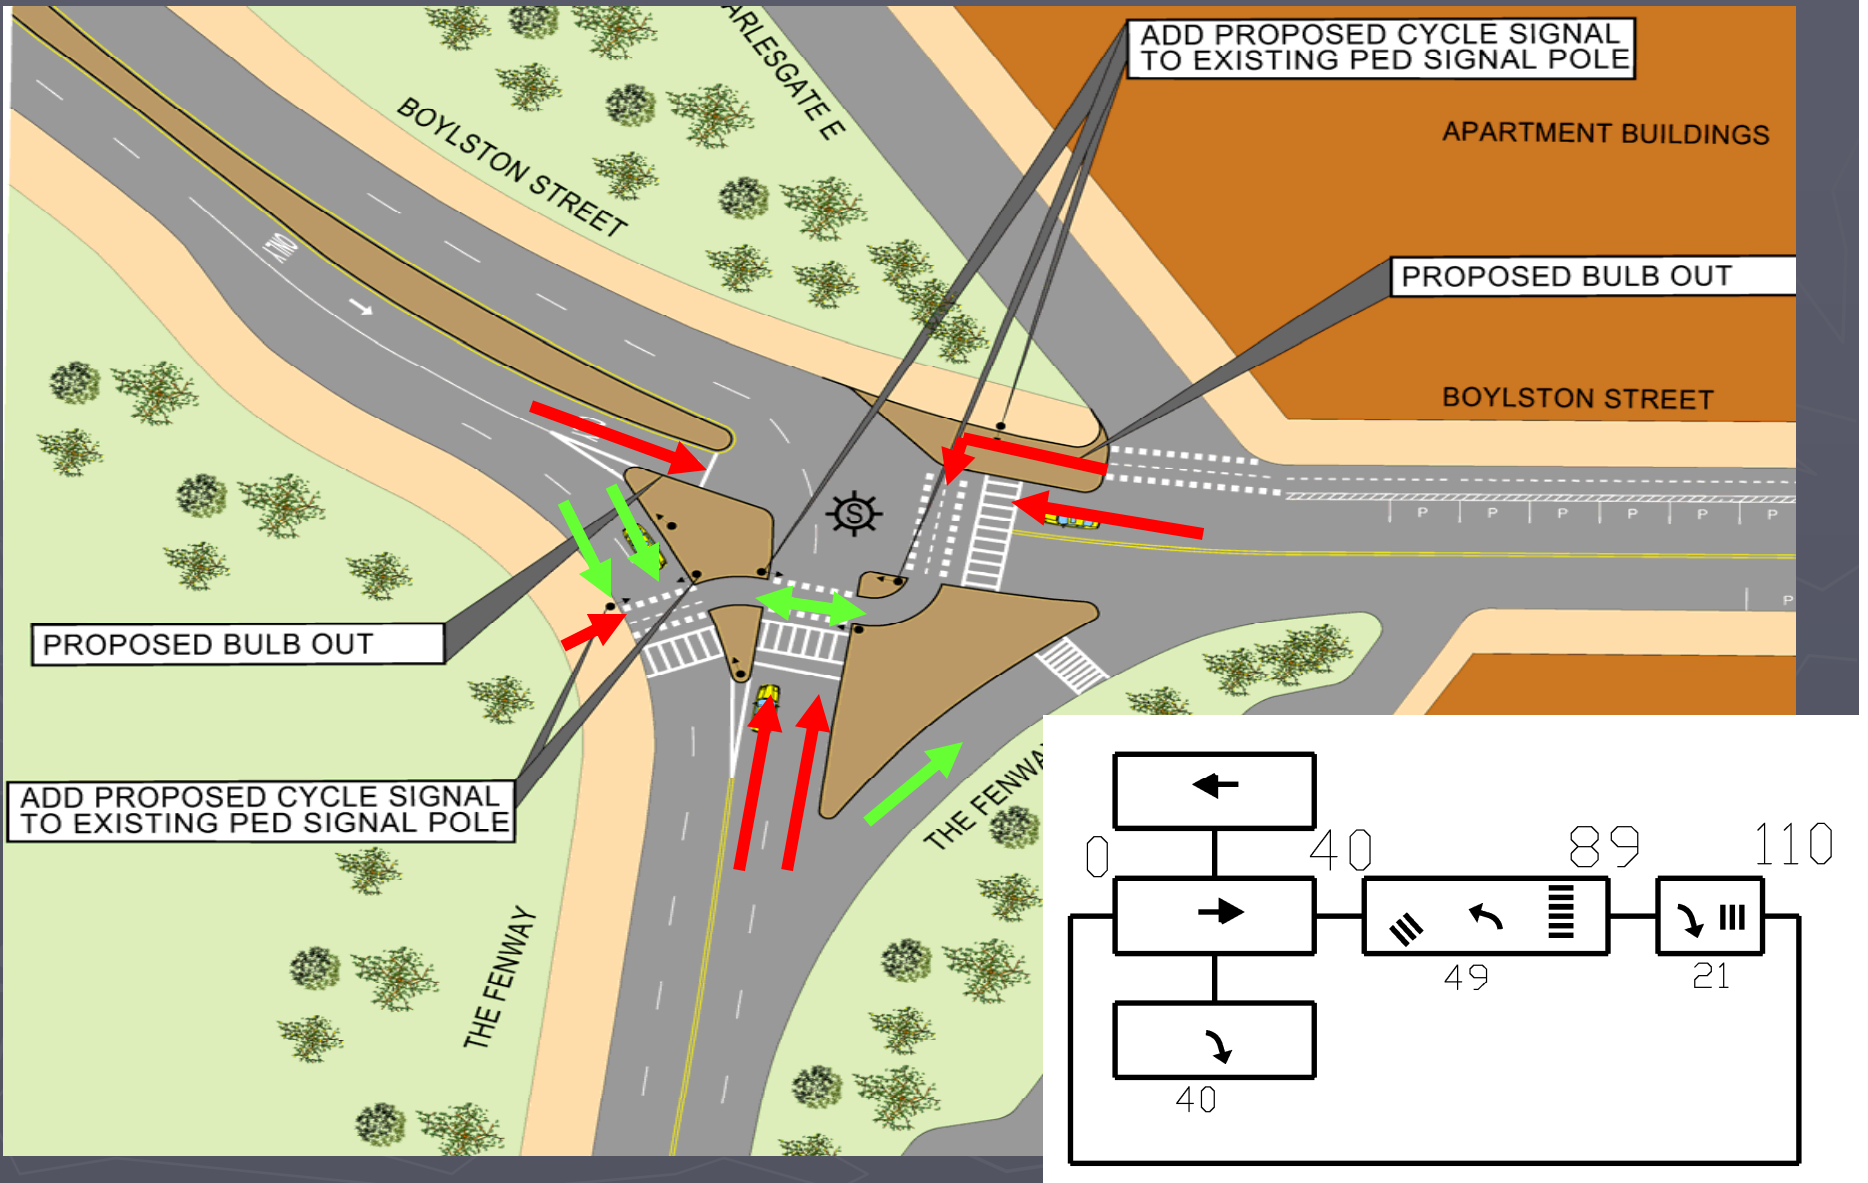 ARLESGATE E
ADD PROPOSED CYCLE SIGNAL
TO EXISTING PED SIGNAL POLE
APARTMENT BUILDINGS
BOYLSTON STREET
ONLY
PROPOSED BULB OUT
BOYLSTON STREET
P P P P P P
S
P
PROPOSED BULB OUT
ADD PROPOSED CYCLE SIGNAL
TO EXISTING PED SIGNAL POLE
THE FENWAY
THE FENWA
0 40 89 110
49 21
40